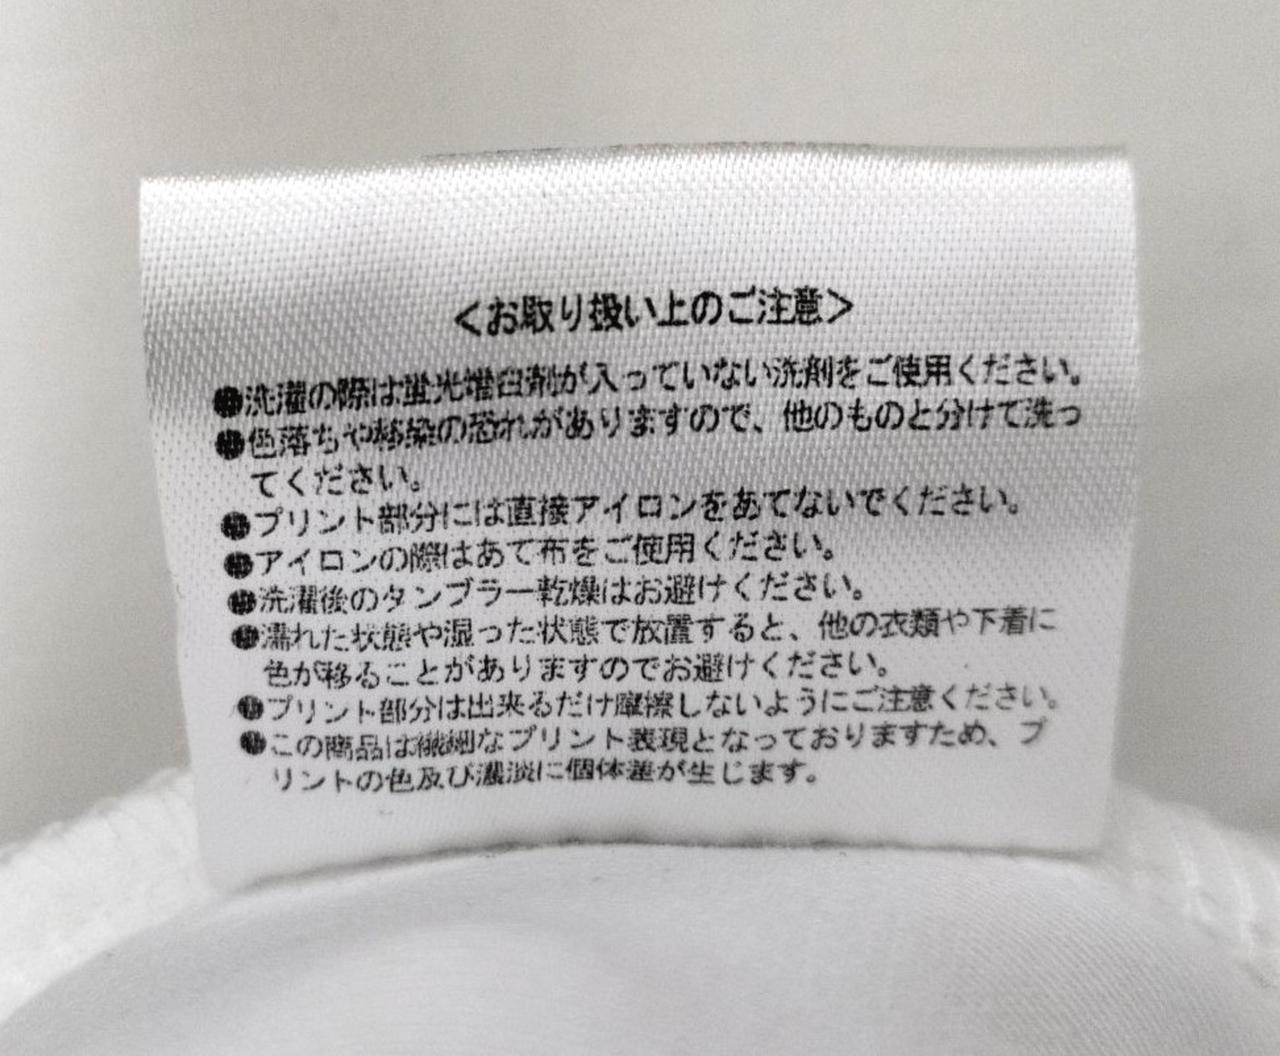 <お取り扱い上のご注意>
●洗濯の際は蛍光増白剤が入っていない洗剤をご使用ください。
●色落ちや移染の恐れがありますので、他のものと分けて洗っ
てください。
●プリント部分には直接アイロンをあてないでください。
●アイロンの際はあて布をご使用ください。
●洗濯後のタンブラー乾燥はお避けください。
●濡れた状態や湿った状態で放置すると、他の衣類や下着に
色が移ることがありますのでお避けください。
●プリント部分は出来るだけ摩擦しないようにご注意ください。
●この商品は繊細なプリント表現となっておりますため、プ
リントの色及び濃淡に個体差が生じます。